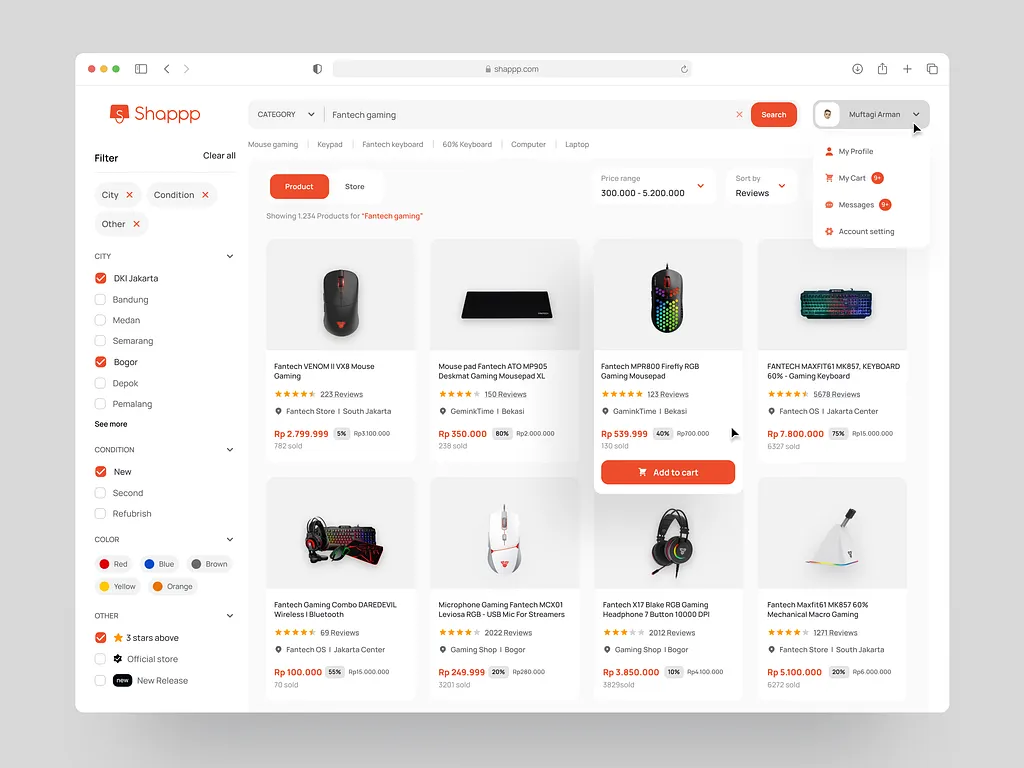 shappp.com
Shappp
CATEGORY
Fantech gaming
Search
Muftagi Arman
Mouse gaming | Keypad | Fantech keyboard | 60% Keyboard | Computer | Laptop
My Profile
My Cart 9+
Messages 9+
Account setting
Filter
Clear all
City
Condition
Other
CITY
DKI Jakarta
Bandung
Medan
Semarang
Bogor
Depok
Pemalang
See more
CONDITION
New
Second
Refurbish
COLOR
Red
Blue
Brown
Yellow
Orange
OTHER
3 stars above
Official store
new New Release
Product
Store
Price range
300.000 - 5.200.000
Sort by
Reviews
Showing 1.234 Products for "Fantech gaming"
Fantech VENOM II VX8 Mouse
Gaming
223 Reviews
Fantech Store | South Jakarta
Rp 2.799.999 5% Rp3.100.000
782 sold
Mouse pad Fantech ATO MP905
Deskmat Gaming Mousepad XL
150 Reviews
GeminkTime | Bekasi
Rp 350.000 80% Rp2.000.000
238 sold
Fantech MPR800 Firefly RGB
Gaming Mousepad
123 Reviews
GaminkTime | Bekasi
Rp 539.999 40% Rp700.000
130 sold
Add to cart
FANTECH MAXFIT61 MK857, KEYBOARD
60% - Gaming Keyboard
5678 Reviews
Fantech OS | Jakarta Center
Rp 7.800.000 75% Rp15.000.000
6327 sold
Fantech Gaming Combo DAREDEVIL
Wireless I Bluetooth
69 Reviews
Fantech OS | Jakarta Center
Rp 100.000 55% Rp15.000.000
70 sold
Microphone Gaming Fantech MCX01
Leviosa RGB - USB Mic For Streamers
2022 Reviews
Gaming Shop | Bogor
Rp 249.999 20% Rp280.000
3201 sold
Fantech X17 Blake RGB Gaming
Headphone 7 Button 10000 DPI
2012 Reviews
Gaming Shop | Bogor
Rp 3.850.000 10% Rp4.100.000
3829sold
Fantech Maxfit61 MK857 60%
Mechanical Macro Gaming
1271 Reviews
Fantech Store | South Jakarta
Rp 5.100.000 20% Rp6.000.000
6272 sold